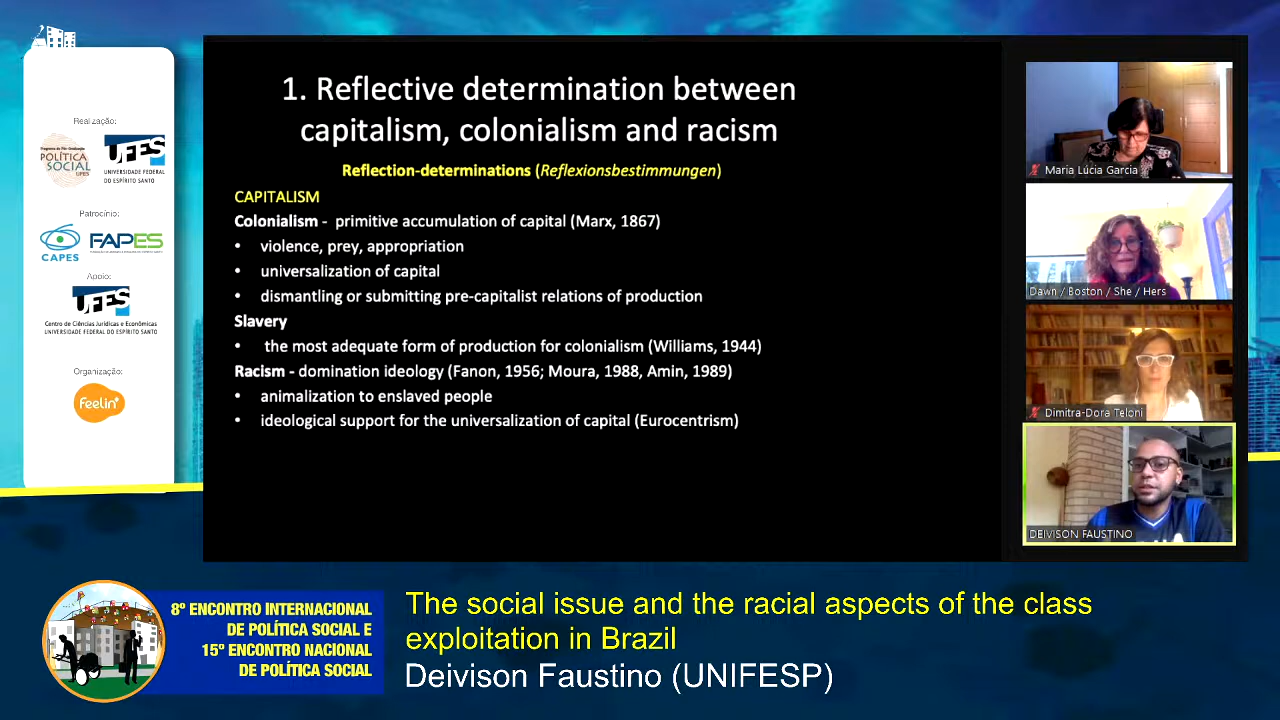 Realização:
Programa de Pós-Graduação
POLÍTICA
SOCIAL
UFES
UFES
UNIVERSIDADE FEDERAL
DO ESPÍRITO SANTO
Patrocínio:
CAPES
FAPES
Apoio:
UFES
Centro de Ciências Jurídicas e Econômicas
UNIVERSIDADE FEDERAL DO ESPÍRITO SANTO
Organização:
Feelin
1. Reflective determination between
capitalism, colonialism and racism
Reflection-determinations (Reflexionsbestimmungen)
CAPITALISM
Colonialism - primitive accumulation of capital (Marx, 1867)
• violence, prey, appropriation
• universalization of capital
• dismantling or submitting pre-capitalist relations of production
Slavery
• the most adequate form of production for colonialism (Williams, 1944)
Racism - domination ideology (Fanon, 1956; Moura, 1988, Amin, 1989)
• animalization to enslaved people
• ideological support for the universalization of capital (Eurocentrism)
Maria Lúcia Garcia
Dawn / Boston / She / Hers
Dimitra-Dora Teloni
DEIVISON FAUSTINO
8º ENCONTRO INTERNACIONAL
DE POLÍTICA SOCIAL E
15º ENCONTRO NACIONAL
DE POLÍTICA SOCIAL
The social issue and the racial aspects of the class
exploitation in Brazil
Deivison Faustino (UNIFESP)